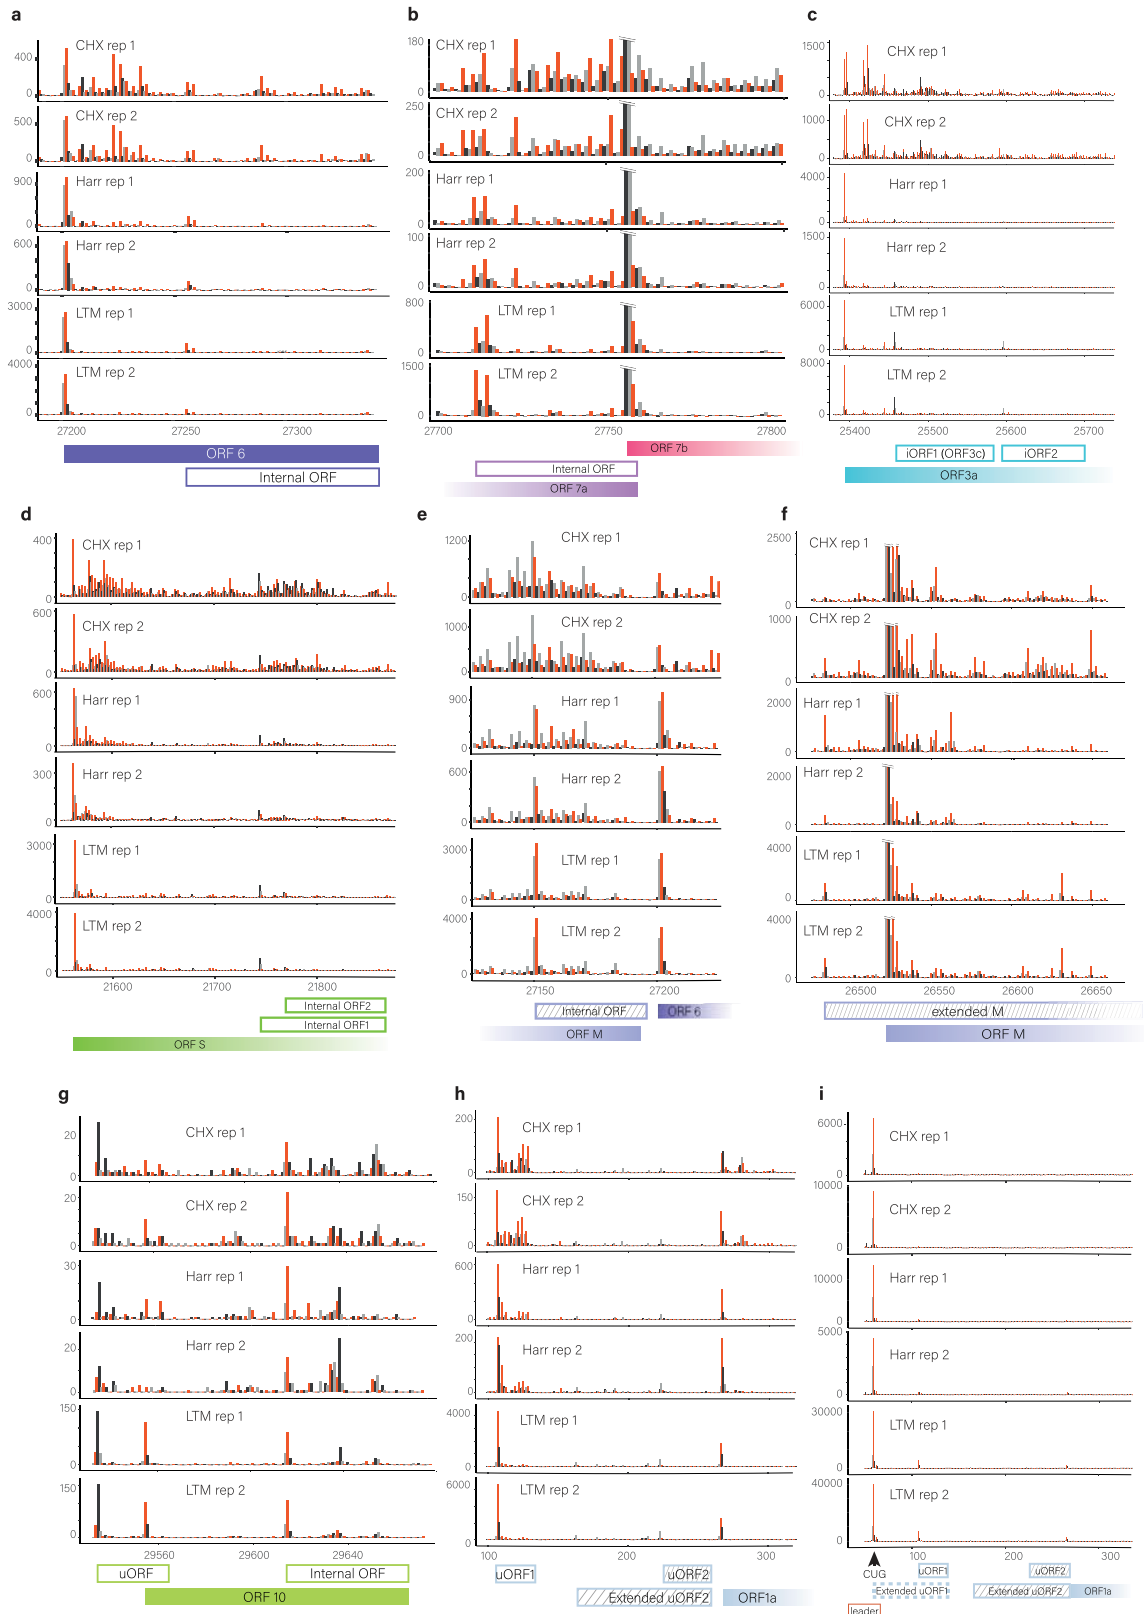 a
CHX rep 1
400
0
CHX rep 2
500
0
Harr rep 1
900
0
Harr rep 2
600
0
LTM rep 1
3000
0
LTM rep 2
4000
0
27200 27250 27300
ORF 6
Internal ORF
b
CHX rep 1
180
0
CHX rep 2
250
0
Harr rep 1
200
0
Harr rep 2
100
0
LTM rep 1
800
0
LTM rep 2
1500
0
27700 27760 27800
ORF 7b
Internal ORF
ORF 7a
c
CHX rep 1
1500
0
CHX rep 2
1000
0
Harr rep 1
4000
0
Harr rep 2
1500
0
LTM rep 1
6000
0
LTM rep 2
8000
0
25400 25500 25600 25700
iORF1 (ORF3c) iORF2
ORF3a
d
CHX rep 1
400
0
CHX rep 2
600
0
Harr rep 1
600
0
Harr rep 2
300
0
LTM rep 1
3000
0
LTM rep 2
4000
0
21600 21700 21800
Internal ORF2
Internal ORF1
ORF S
e
CHX rep 1
1200
0
CHX rep 2
1000
0
Harr rep 1
900
0
Harr rep 2
600
0
LTM rep 1
3000
0
LTM rep 2
4000
0
27150 27200
Internal ORF ORF 6
ORF M
f
CHX rep 1
2500
0
CHX rep 2
1000
0
Harr rep 1
2000
0
Harr rep 2
2000
0
LTM rep 1
4000
0
LTM rep 2
4000
0
26500 26550 26600 26650
extended M
ORF M
g
CHX rep 1
20
0
CHX rep 2
20
0
Harr rep 1
30
0
Harr rep 2
20
0
LTM rep 1
150
0
LTM rep 2
150
0
29560 29600 29640
uORF Internal ORF
ORF 10
h
CHX rep 1
200
0
CHX rep 2
150
0
Harr rep 1
600
0
Harr rep 2
200
0
LTM rep 1
4000
0
LTM rep 2
6000
0
100 200 300
uORF1 uORF2
Extended uORF2 ORF1a
i
CHX rep 1
6000
0
CHX rep 2
10000
0
Harr rep 1
10000
0
Harr rep 2
5000
0
LTM rep 1
30000
0
LTM rep 2
40000
0
100 200 300
CUG uORF1 uORF2
Extended uORF1 Extended uORF2 ORF1a
leader